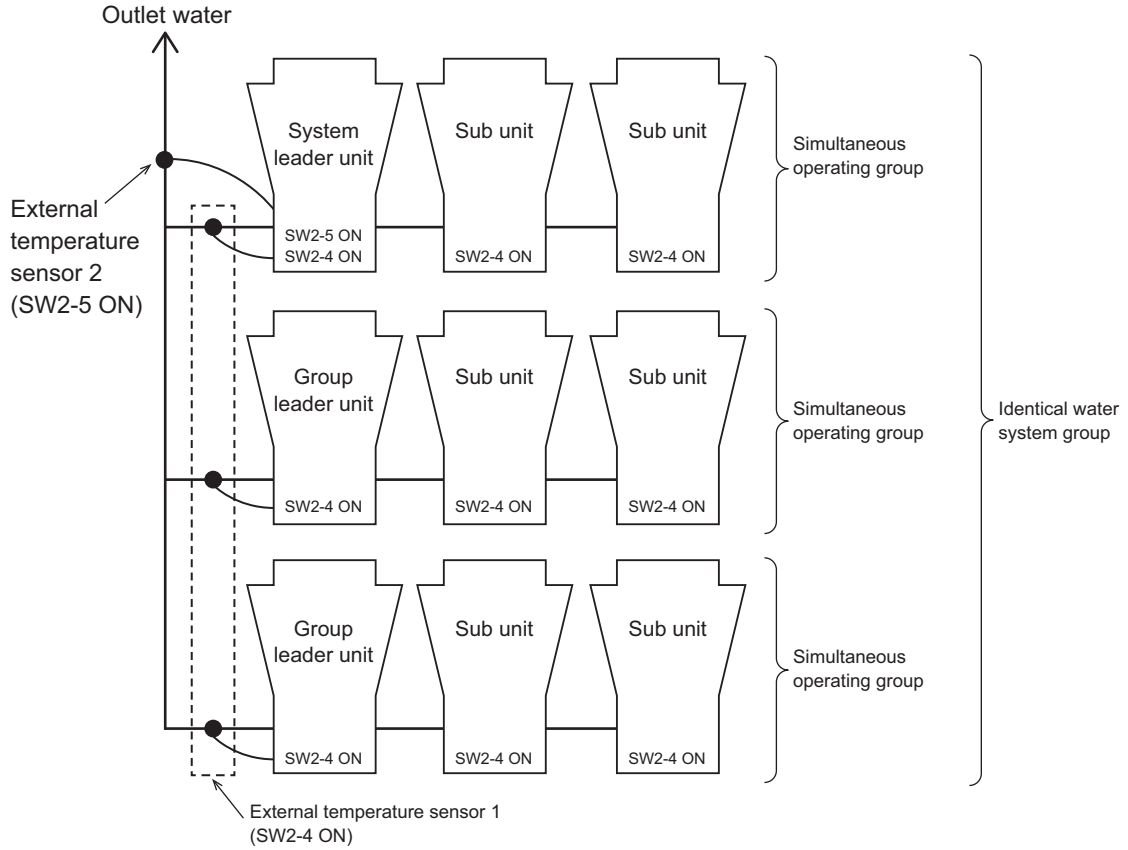 Outlet water
System
leader unit
Sub unit
Sub unit
Simultaneous
operating group
External
temperature
sensor 2
(SW2-5 ON)
SW2-5 ON
SW2-4 ON
SW2-4 ON
SW2-4 ON
Group
leader unit
Sub unit
Sub unit
Simultaneous
operating group
Identical water
system group
SW2-4 ON
SW2-4 ON
SW2-4 ON
Group
leader unit
Sub unit
Sub unit
Simultaneous
operating group
SW2-4 ON
SW2-4 ON
SW2-4 ON
External temperature sensor 1
(SW2-4 ON)